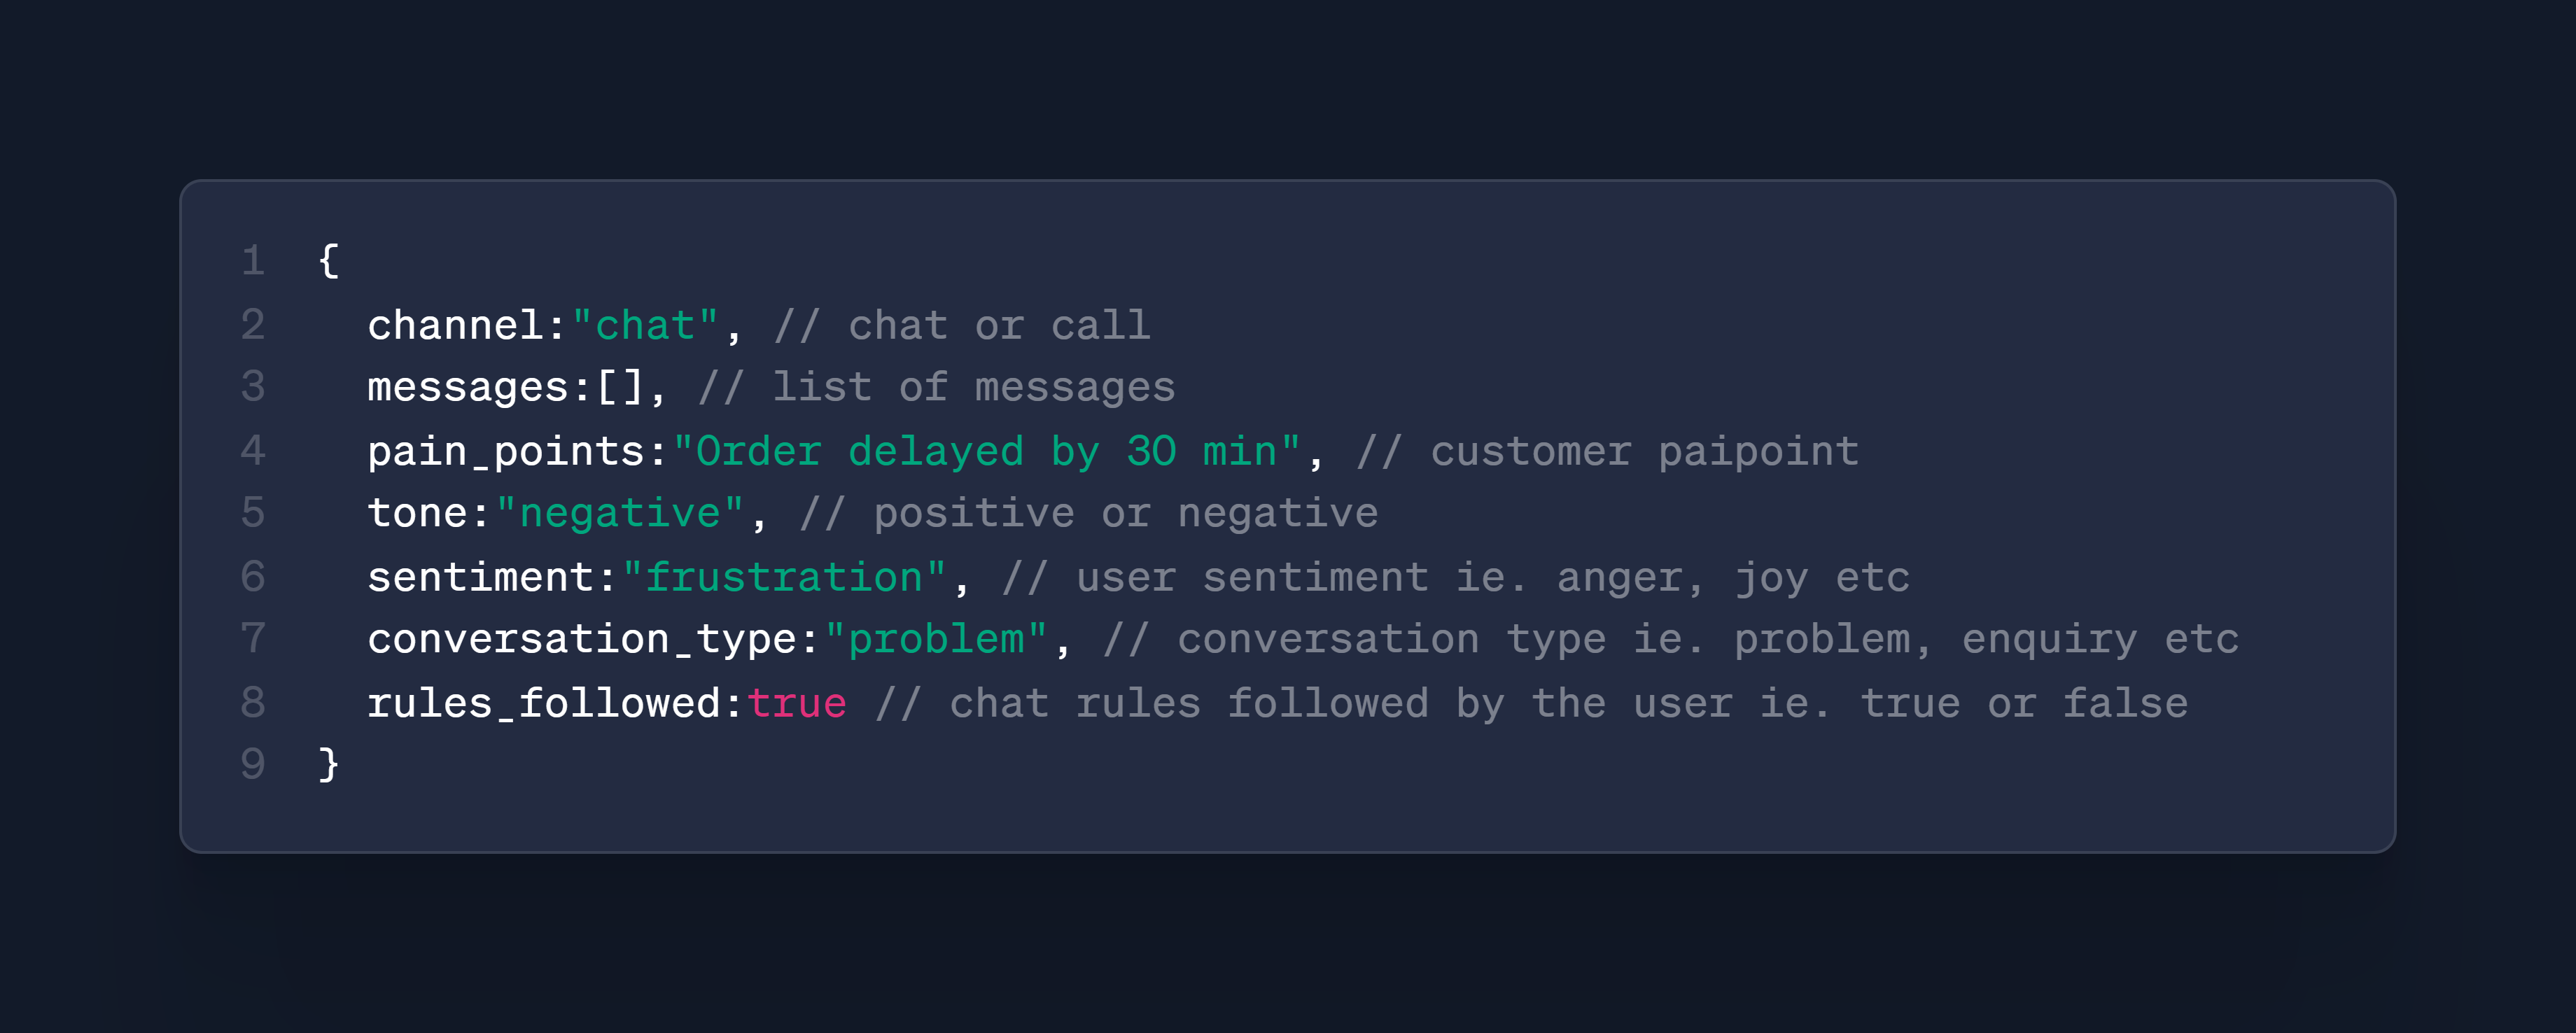 1 {
2 channel:"chat", // chat or call
3 messages:[], // list of messages
4 pain_points:"Order delayed by 30 min", // customer paipoint
5 tone:"negative", // positive or negative
6 sentiment:"frustration", // user sentiment ie. anger, joy etc
7 conversation_type:"problem", // conversation type ie. problem, enquiry etc
8 rules_followed:true // chat rules followed by the user ie. true or false
9 }